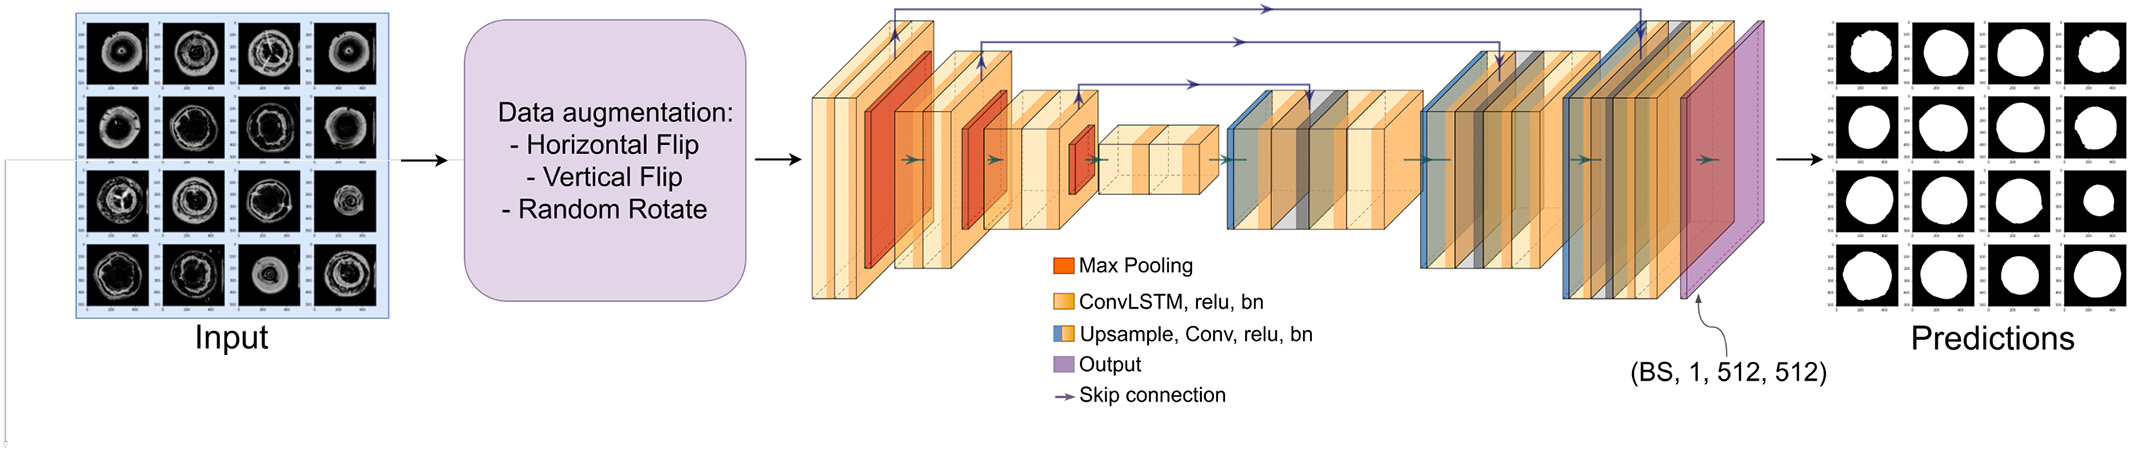 Input
Data augmentation:
- Horizontal Flip
- Vertical Flip
- Random Rotate
Max Pooling
ConvLSTM, relu, bn
Upsample, Conv, relu, bn
Output
Skip connection
(BS, 1, 512, 512)
Predictions